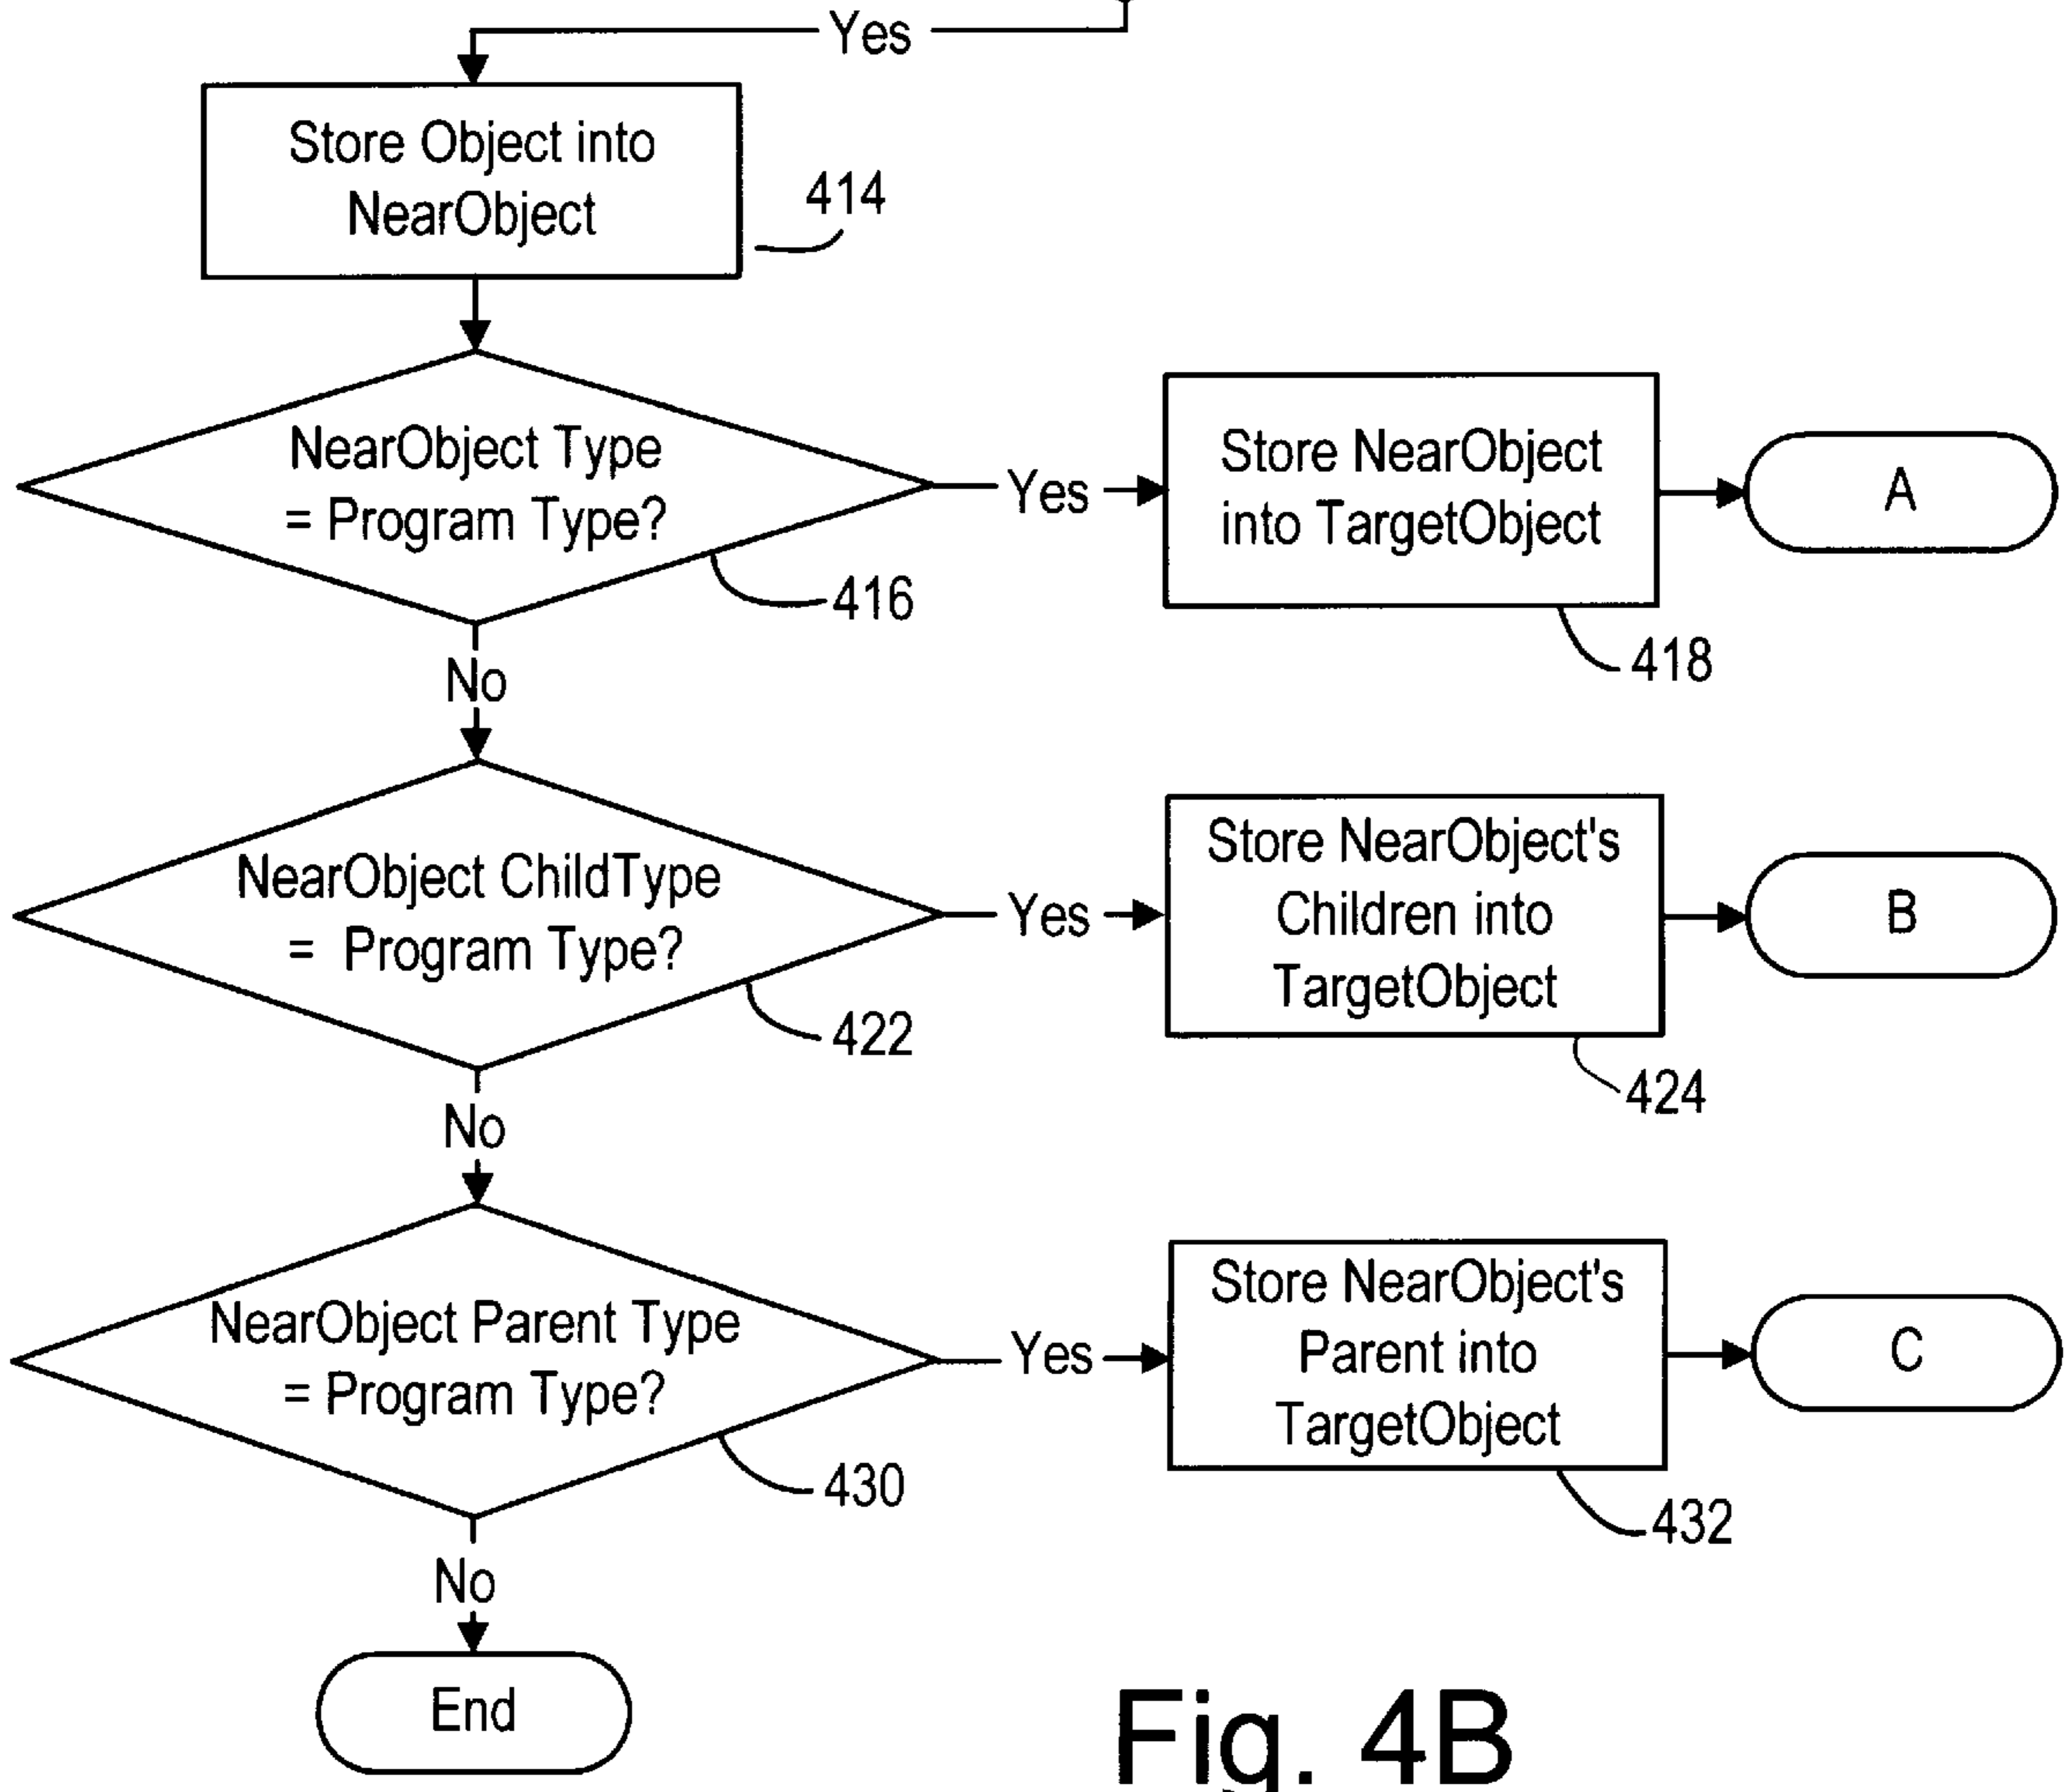 Yes
Store Object into
NearObject
414
NearObject Type
= Program Type?
416
Yes
Store NearObject
into TargetObject
418
A
No
NearObject ChildType
= Program Type?
422
Yes
Store NearObject's
Children into
TargetObject
424
B
No
NearObject Parent Type
= Program Type?
430
Yes
Store NearObject's
Parent into
TargetObject
432
C
No
End
Fig. 4B